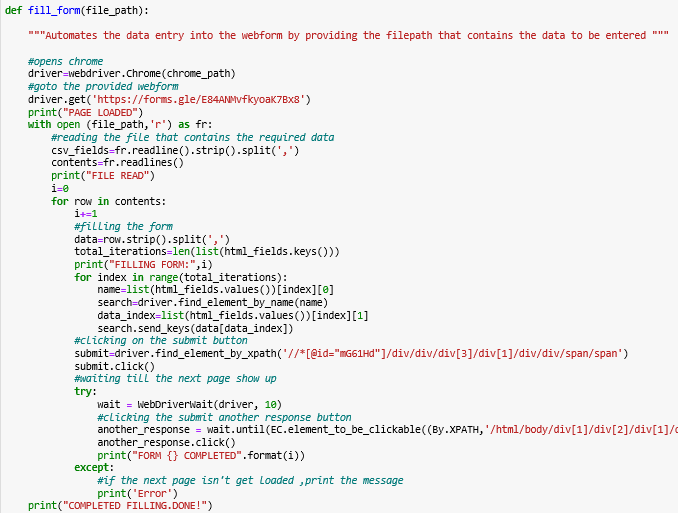 def fill_form(file_path):
"""Automates the data entry into the webform by providing the filepath that contains the data to be entered """
#opens chrome
driver=webdriver.Chrome(chrome_path)
#goto the provided webform
driver.get('https://forms.gle/E84ANMvfkyoaK7Bx8')
print("PAGE LOADED")
with open (file_path,'r') as fr:
#reading the file that contains the required data
csv_fields=fr.readline().strip().split(',')
contents=fr.readlines()
print("FILE READ")
i=0
for row in contents:
i+=1
#filling the form
data=row.strip().split(',')
total_iterations=len(list(html_fields.keys()))
print("FILLING FORM:",i)
for index in range(total_iterations):
name=list(html_fields.values())[index][0]
search=driver.find_element_by_name(name)
data_index=list(html_fields.values())[index][1]
search.send_keys(data[data_index])
#clicking on the submit button
submit=driver.find_element_by_xpath('//*[@id="mG61Hd"]/div/div/div[3]/div[1]/div/div/span/span')
submit.click()
#waiting till the next page show up
try:
wait = WebDriverWait(driver, 10)
#clicking the submit another response button
another_response = wait.until(EC.element_to_be_clickable((By.XPATH,'/html/body/div[1]/div[2]/div[1]/
another_response.click()
print("FORM {} COMPLETED".format(i))
except:
#if the next page isn't get loaded ,print the message
print('Error')
print("COMPLETED FILLING.DONE!")